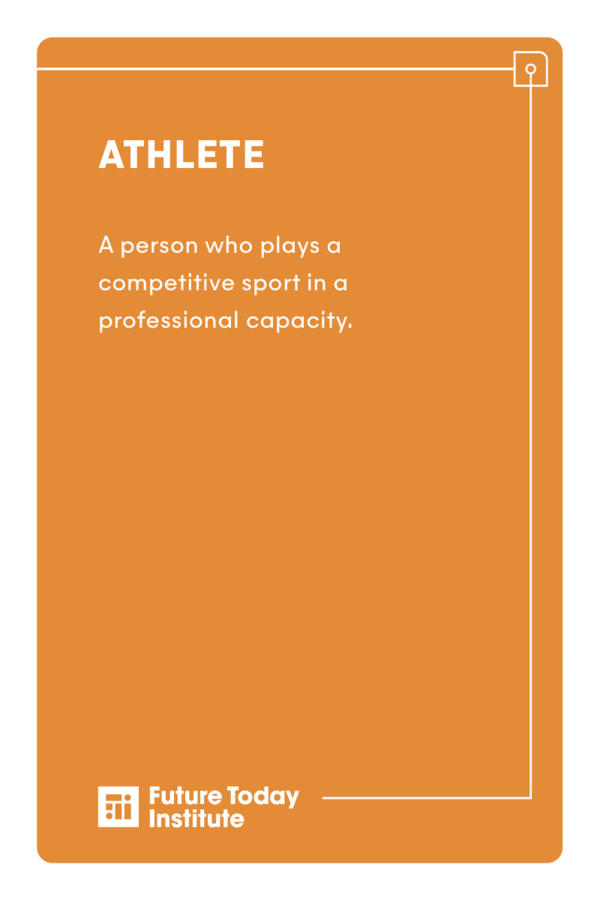 ATHLETE
A person who plays a
competitive sport in a
professional capacity.
Future Today
Institute